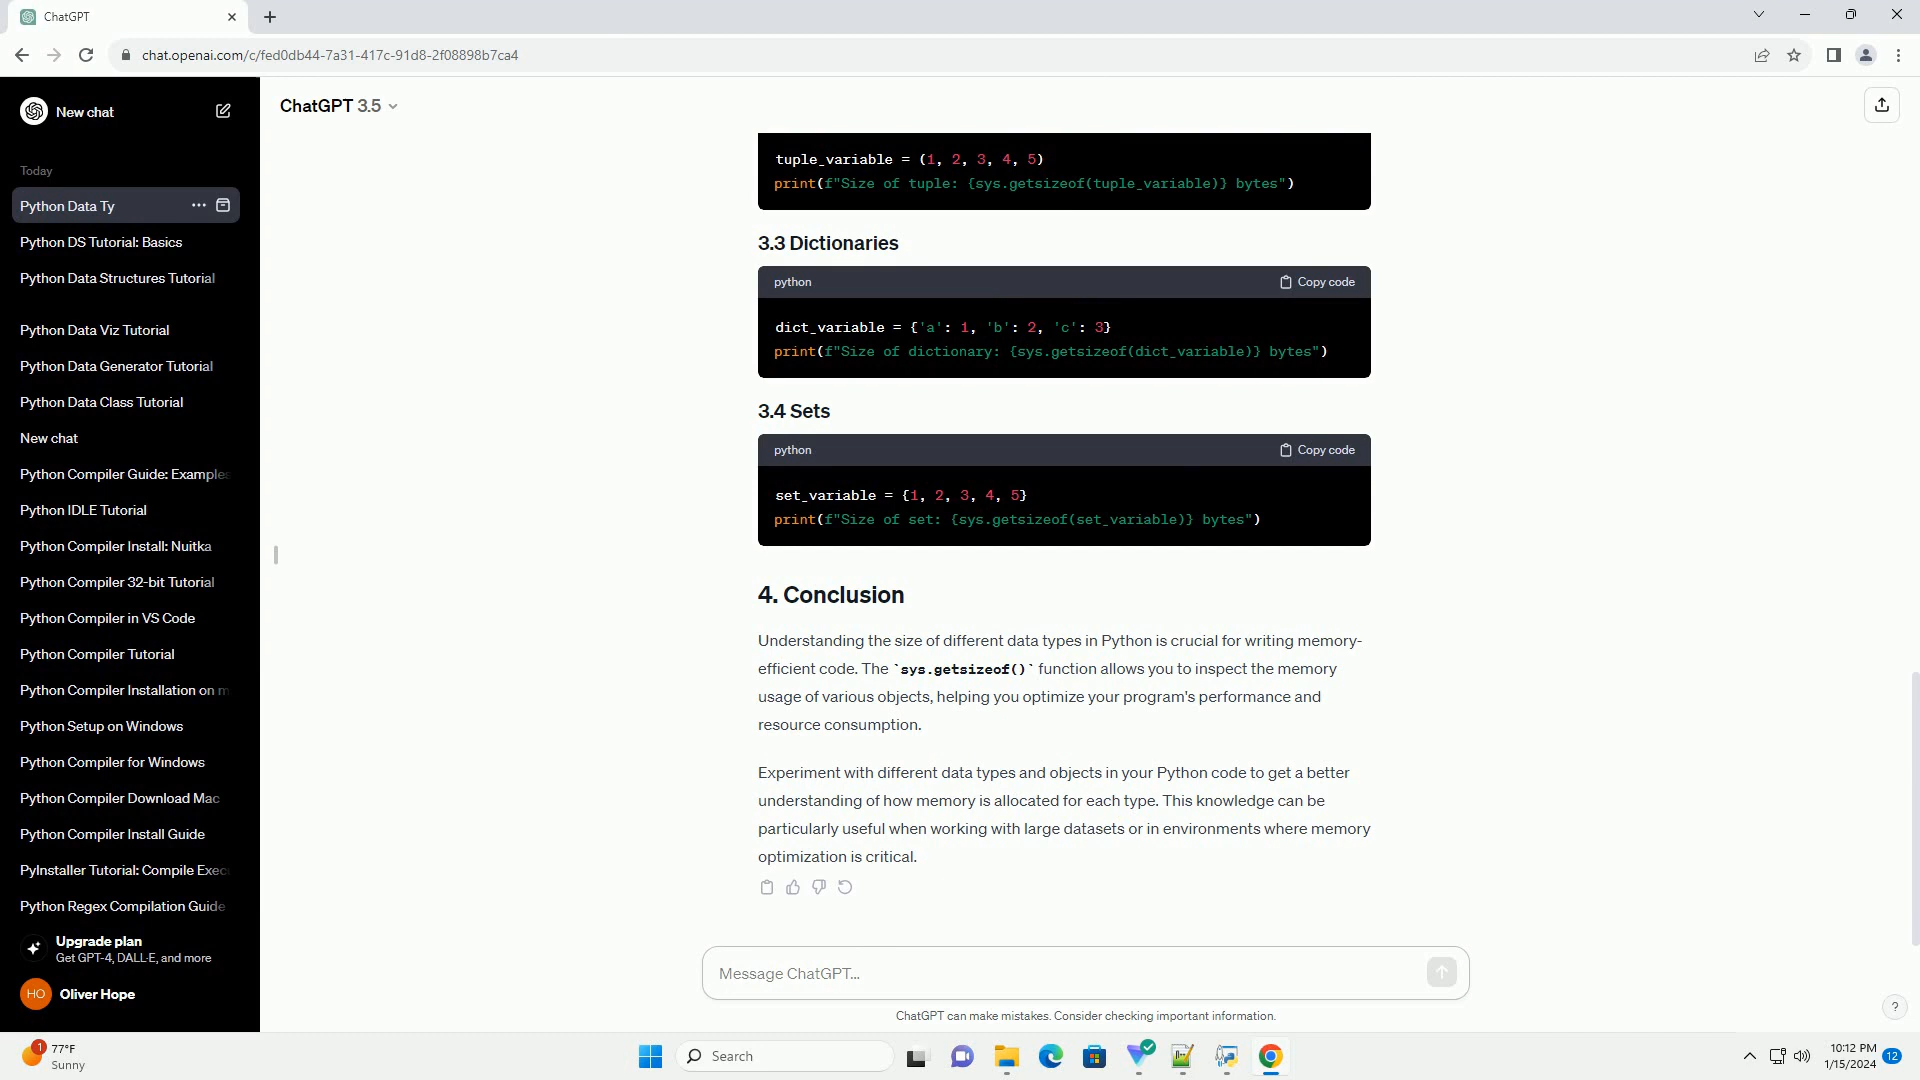 ChatGPT
chat.openai.com/c/fed0db44-7a31-417c-91d8-2f08898b7ca4
New chat
Today
Python Data Ty
Python DS Tutorial: Basics
Python Data Structures Tutorial
Python Data Viz Tutorial
Python Data Generator Tutorial
Python Data Class Tutorial
New chat
Python Compiler Guide: Examples
Python IDLE Tutorial
Python Compiler Install: Nuitka
Python Compiler 32-bit Tutorial
Python Compiler in VS Code
Python Compiler Tutorial
Python Compiler Installation on m
Python Setup on Windows
Python Compiler for Windows
Python Compiler Download Mac
Python Compiler Install Guide
PyInstaller Tutorial: Compile Exec
Python Regex Compilation Guide
Upgrade plan
Get GPT-4, DALL·E, and more
HO
Oliver Hope
ChatGPT 3.5
tuple_variable = (1, 2, 3, 4, 5)
print(f"Size of tuple: {sys.getsizeof(tuple_variable)} bytes")
3.3 Dictionaries
python
Copy code
dict_variable = {'a': 1, 'b': 2, 'c': 3}
print(f"Size of dictionary: {sys.getsizeof(dict_variable)} bytes")
3.4 Sets
python
Copy code
set_variable = {1, 2, 3, 4, 5}
print(f"Size of set: {sys.getsizeof(set_variable)} bytes")
4. Conclusion
Understanding the size of different data types in Python is crucial for writing memory-
efficient code. The `sys.getsizeof()` function allows you to inspect the memory
usage of various objects, helping you optimize your program's performance and
resource consumption.
Experiment with different data types and objects in your Python code to get a better
understanding of how memory is allocated for each type. This knowledge can be
particularly useful when working with large datasets or in environments where memory
optimization is critical.
Message ChatGPT...
ChatGPT can make mistakes. Consider checking important information.
?
1
77°F
Sunny
Search
10:12 PM
1/15/2024
12